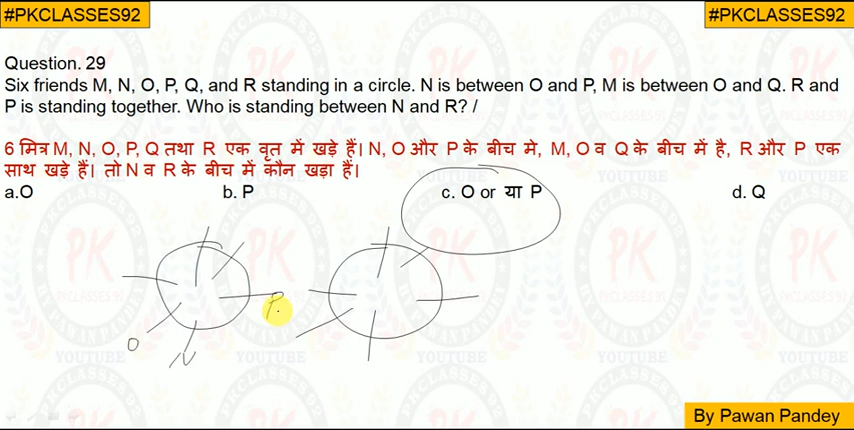 #PKCLASSES92
#PKCLASSES92
Question. 29
Six friends M, N, O, P, Q, and R standing in a circle. N is between O and P, M is between O and Q. R and
P is standing together. Who is standing between N and R? /
6 मित्र M, N, O, P, Q तथा R एक वृत में खड़े हैं। N, O और P के बीच मे, M, O व Q के बीच में है, R और P एक
साथ खड़े हैं। तो N व R के बीच में कौन खड़ा हैं।
a.O b. P c. O or या P d. Q
P
O
N
By Pawan Pandey